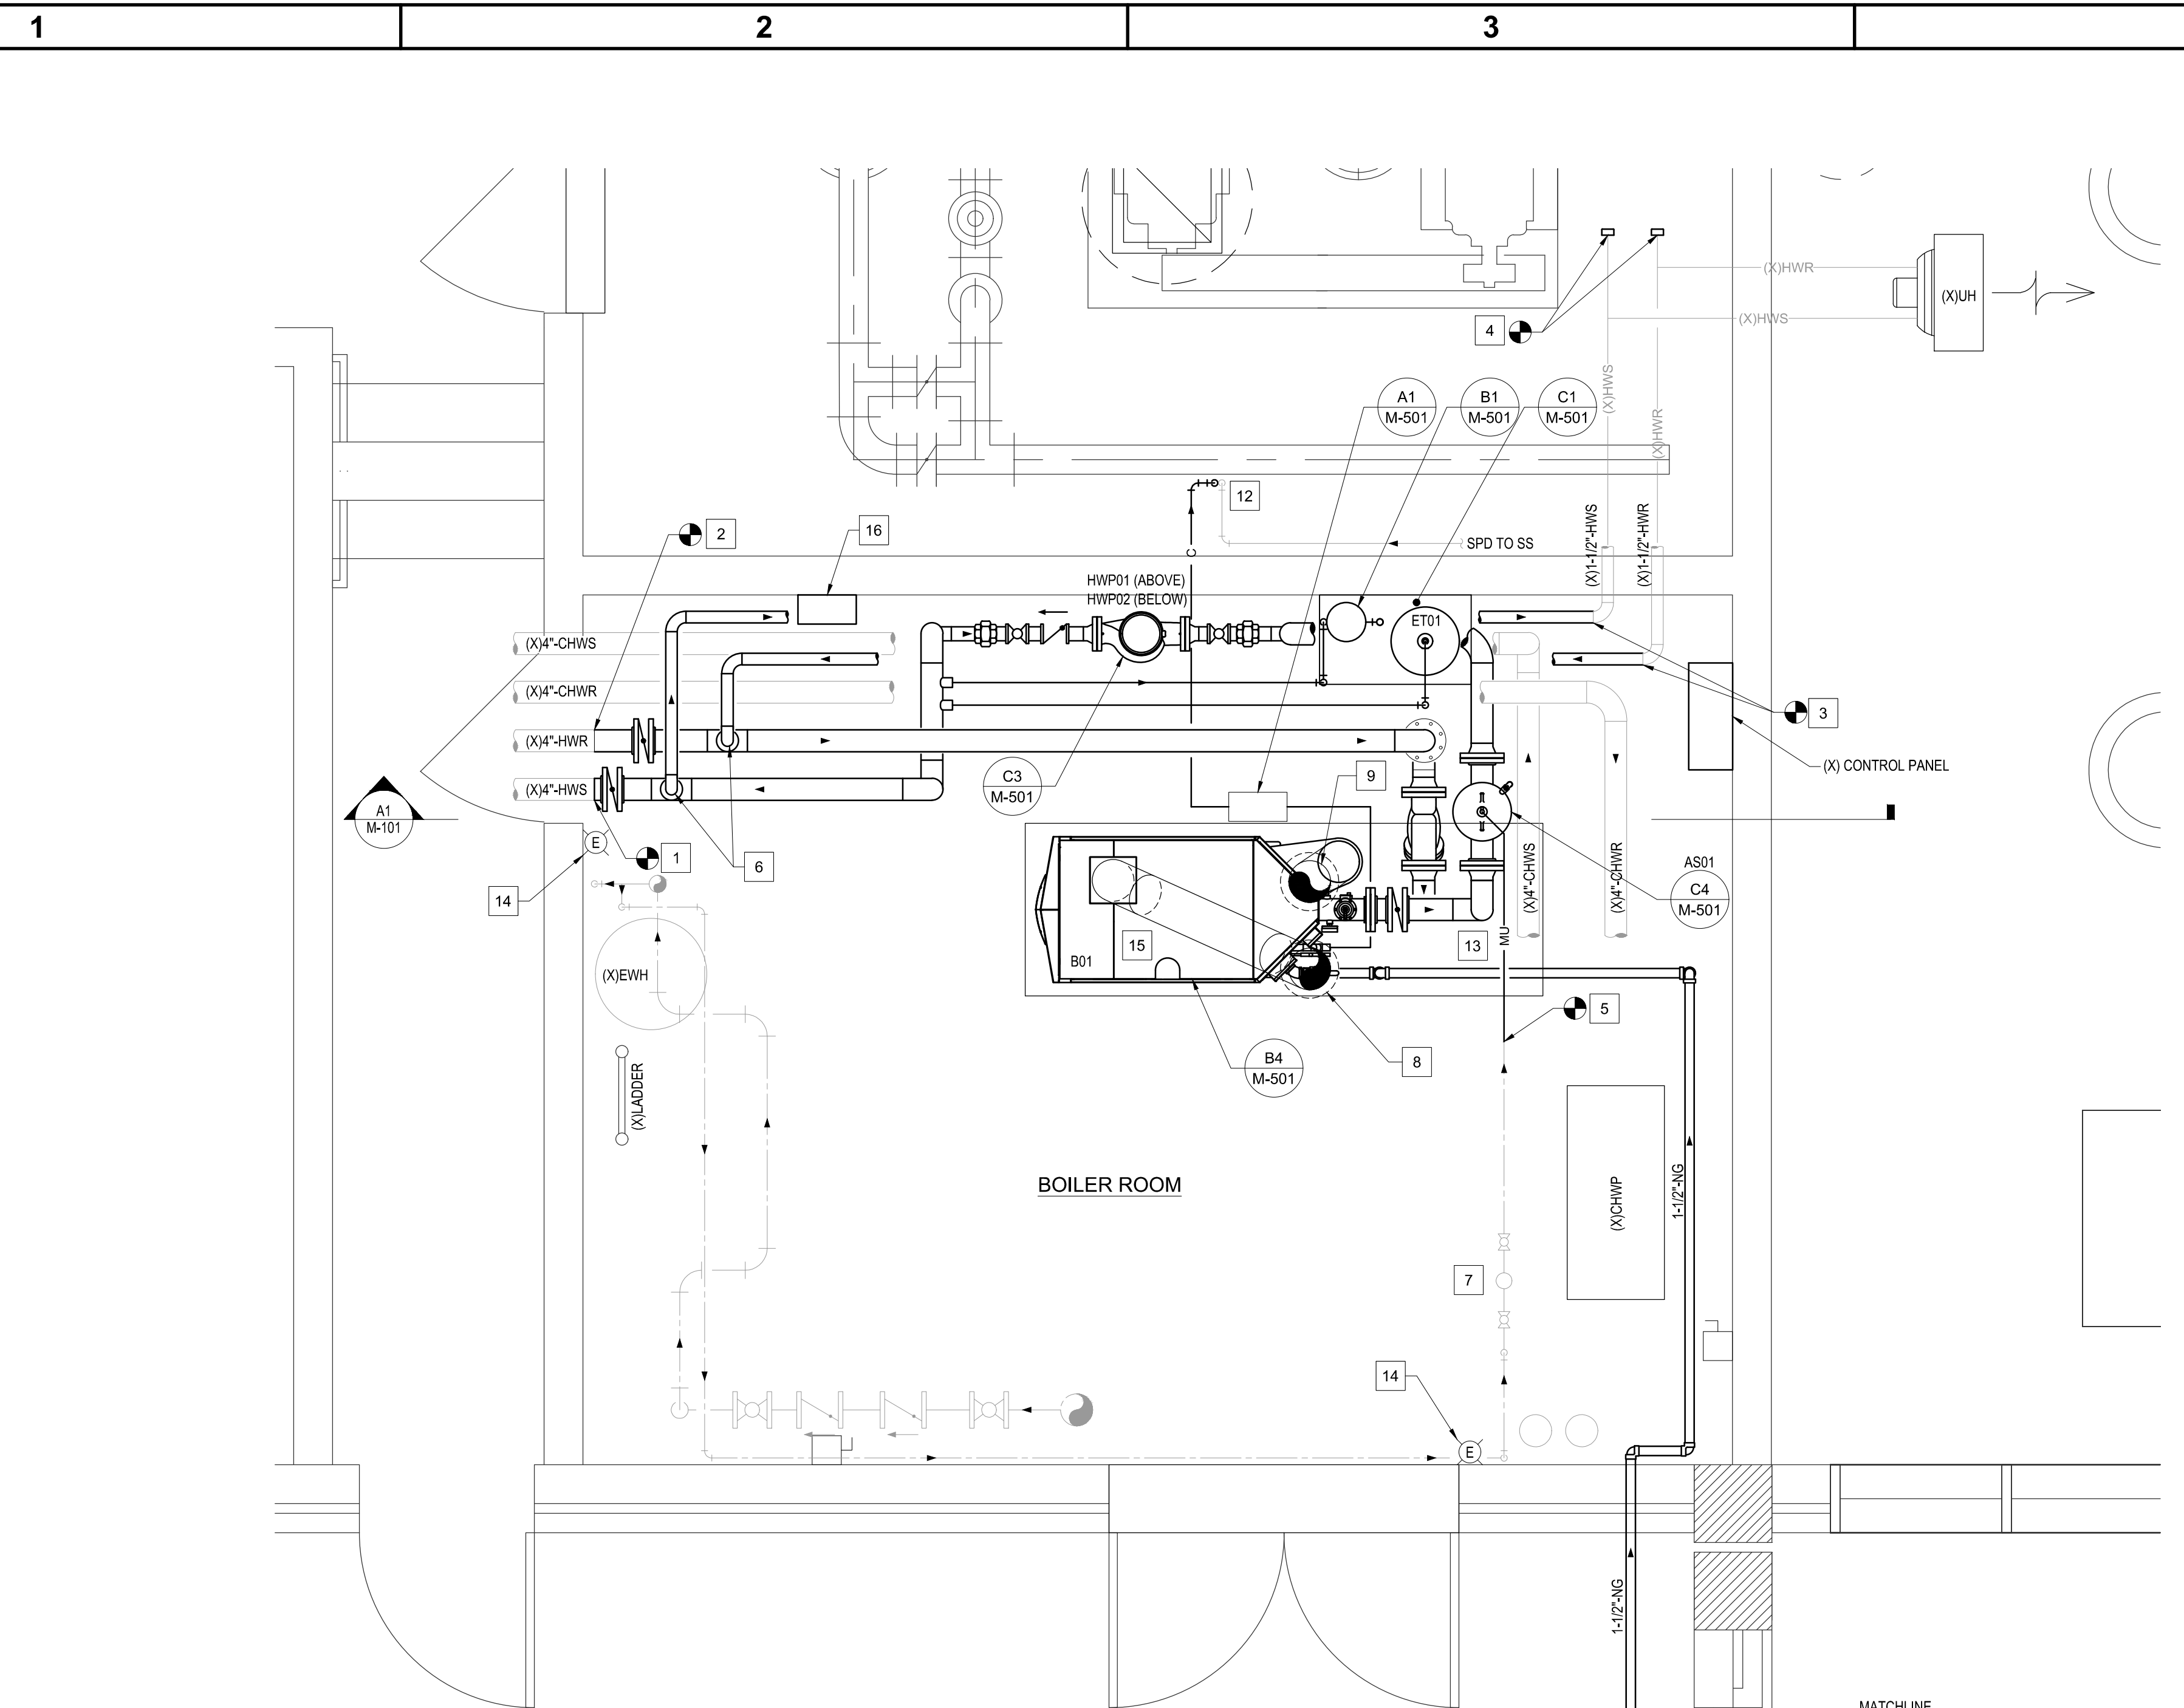 1
2
3
(X)HWR
(X)UH
(X)HWS
4
(X)HWS
(X)HWR
A1
M-501
B1
M-501
C1
M-501
12
2
16
SPD TO SS
(X)1-1/2"-HWS
(X)1-1/2"-HWR
C
HWP01 (ABOVE)
HWP02 (BELOW)
ET01
(X)4"-CHWS
(X)4"-CHWR
(X)4"-HWR
(X)4"-HWS
3
(X) CONTROL PANEL
C3
M-501
9
A1
M-101
E
1
6
14
AS01
C4
M-501
(X)4"-CHWS
(X)4"-CHWR
MU
13
15
B01
(X)EWH
5
8
B4
M-501
(X)LADDER
BOILER ROOM
(X)CHWP
1-1/2"-NG
7
14
E
1-1/2"-NG
MATCHLINE